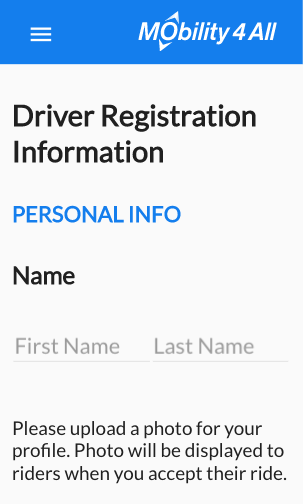 MObility 4 All
Driver Registration
Information
PERSONAL INFO
Name
First Name Last Name
Please upload a photo for your
profile. Photo will be displayed to
riders when you accept their ride.